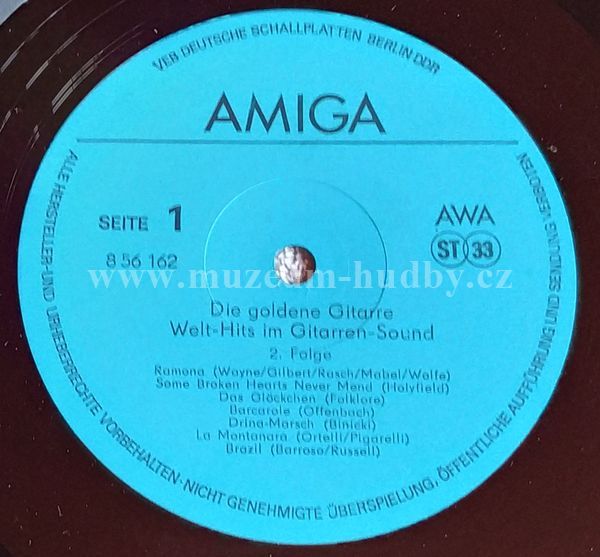 VEB DEUTSCHE SCHALLPLATTEN BERLIN DDR
AMIGA
SEITE 1
8 56 162
AWA
ST 33
www.muzeum-hudby.cz
Die goldene Gitarre
Welt-Hits im Gitarren-Sound
2. Folge
Ramona (Wayne/Gilbert/Rasch/Mabel/Wolfe)
Some Broken Hearts Never Mend (Holyfield)
Das Glöckchen (Folklore)
Barcarole (Offenbach)
Drina-Marsch (Binicki)
La Montanara (Ortelli/Pigarelli)
Brazil (Barroso/Russell)
ALLE HERSTELLER- UND URHEBERRECHTE VORBEHALTEN · NICHT GENEHMIGTE ÜBERSPIELUNG, ÖFFENTLICHE AUFFÜHRUNG UND SENDUNG VERBOTEN